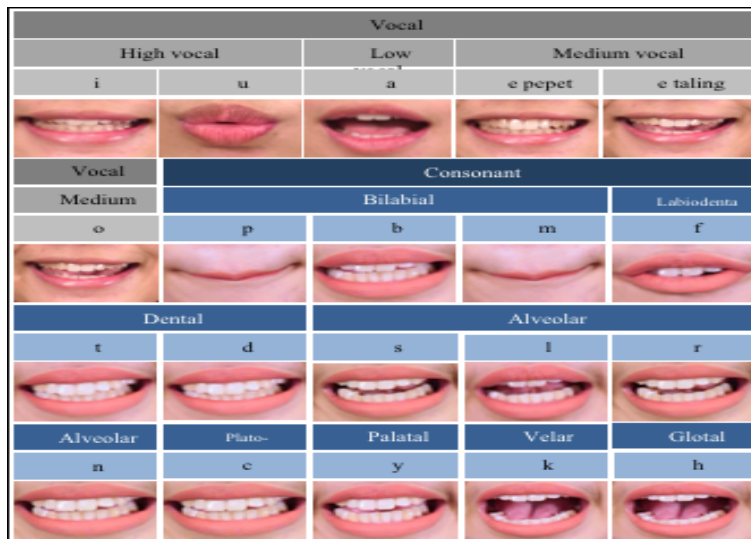 Vocal
High vocal Low Medium vocal
i u a e pepet e taling
Vocal Consonant
Medium Bilabial Labiodenta
o p b m f
Dental Alveolar
t d s l r
Alveolar Plato- Palatal Velar Glotal
n c y k h